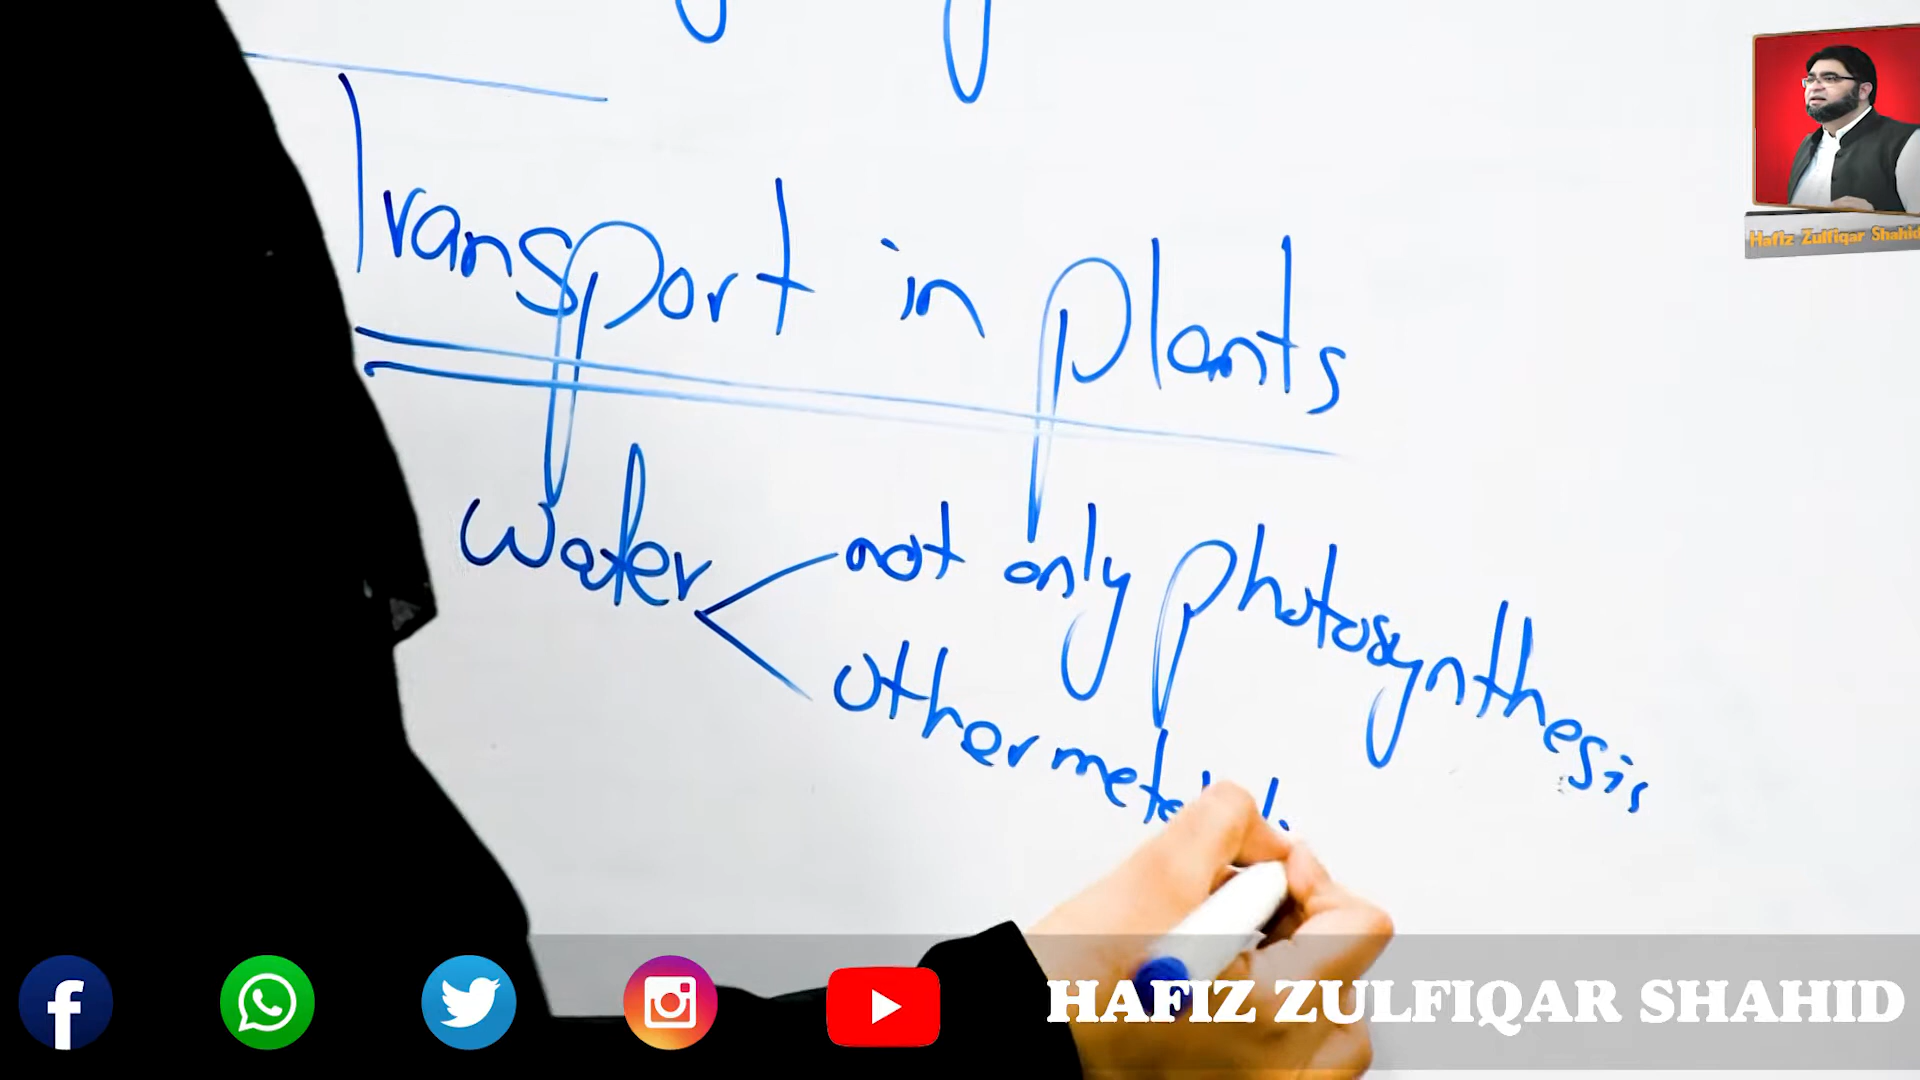 Transport in plants
Water
not only photosynthesis
other
Hafiz Zulfiqar Shahid
HAFIZ ZULFIQAR SHAHID